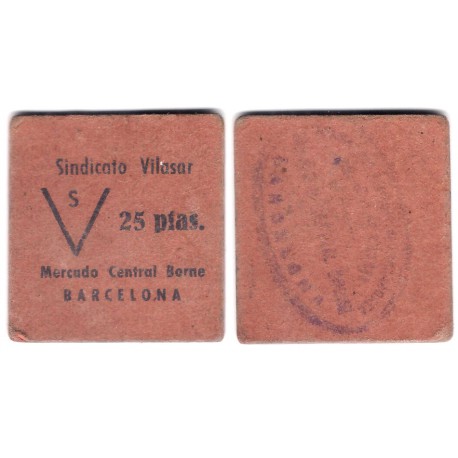 Sindicato Vilasar
S
V 25 ptas.
Mercado Central Borne
BARCELONA